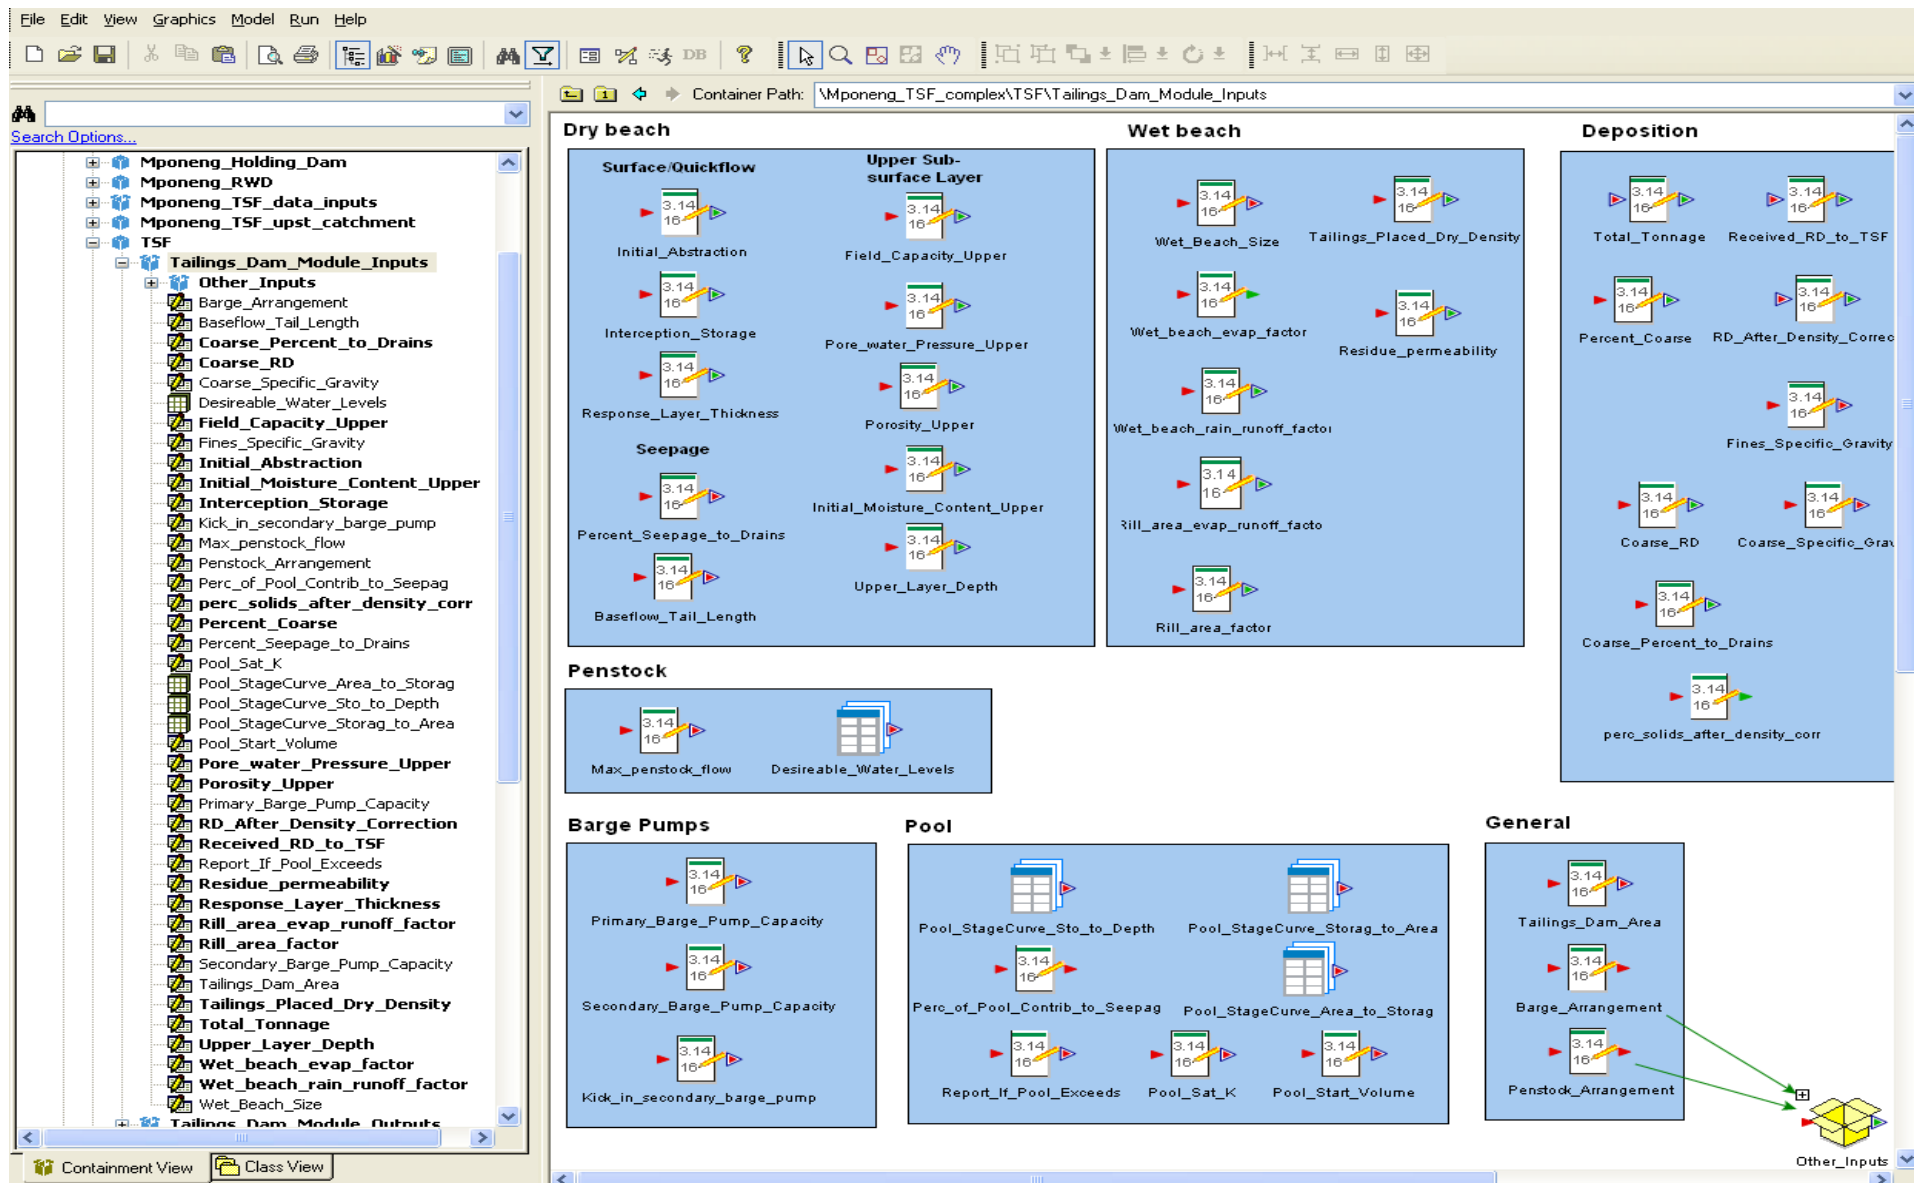 File Edit View Graphics Model Run Help
DB
Container Path: \Mponeng_TSF_complex\TSF\Tailings_Dam_Module_Inputs
Search Options...
Mponeng_Holding_Dam
Mponeng_RWD
Mponeng_TSF_data_inputs
Mponeng_TSF_upst_catchment
TSF
Tailings_Dam_Module_Inputs
Other_Inputs
Barge_Arrangement
Baseflow_Tail_Length
Coarse_Percent_to_Drains
Coarse_RD
Coarse_Specific_Gravity
Desireable_Water_Levels
Field_Capacity_Upper
Fines_Specific_Gravity
Initial_Abstraction
Initial_Moisture_Content_Upper
Interception_Storage
Kick_in_secondary_barge_pump
Max_penstock_flow
Penstock_Arrangement
Perc_of_Pool_Contrib_to_Seepag
perc_solids_after_density_corr
Percent_Coarse
Percent_Seepage_to_Drains
Pool_Sat_K
Pool_StageCurve_Area_to_Storag
Pool_StageCurve_Sto_to_Depth
Pool_StageCurve_Storag_to_Area
Pool_Start_Volume
Pore_water_Pressure_Upper
Porosity_Upper
Primary_Barge_Pump_Capacity
RD_After_Density_Correction
Received_RD_to_TSF
Report_If_Pool_Exceeds
Residue_permeability
Response_Layer_Thickness
Rill_area_evap_runoff_factor
Rill_area_factor
Secondary_Barge_Pump_Capacity
Tailings_Dam_Area
Tailings_Placed_Dry_Density
Total_Tonnage
Upper_Layer_Depth
Wet_beach_evap_factor
Wet_beach_rain_runoff_factor
Wet_Beach_Size
Tailings_Dam_Module_Outputs
Containment View Class View
Dry beach
Surface/Quickflow
Initial_Abstraction
Interception_Storage
Response_Layer_Thickness
Seepage
Percent_Seepage_to_Drains
Baseflow_Tail_Length
Upper Sub-
surface Layer
Field_Capacity_Upper
Pore_water_Pressure_Upper
Porosity_Upper
Initial_Moisture_Content_Upper
Upper_Layer_Depth
Wet beach
Wet_Beach_Size
Tailings_Placed_Dry_Density
Wet_beach_evap_factor
Residue_permeability
Wet_beach_rain_runoff_factor
Rill_area_evap_runoff_facto
Rill_area_factor
Deposition
Total_Tonnage
Received_RD_to_TSF
Percent_Coarse
RD_After_Density_Correc
Fines_Specific_Gravity
Coarse_RD
Coarse_Specific_Grav
Coarse_Percent_to_Drains
perc_solids_after_density_corr
Penstock
Max_penstock_flow
Desireable_Water_Levels
Barge Pumps
Primary_Barge_Pump_Capacity
Secondary_Barge_Pump_Capacity
Kick_in_secondary_barge_pump
Pool
Pool_StageCurve_Sto_to_Depth
Pool_StageCurve_Storag_to_Area
Perc_of_Pool_Contrib_to_Seepag
Pool_StageCurve_Area_to_Storag
Report_If_Pool_Exceeds
Pool_Sat_K
Pool_Start_Volume
General
Tailings_Dam_Area
Barge_Arrangement
Penstock_Arrangement
Other_Inputs